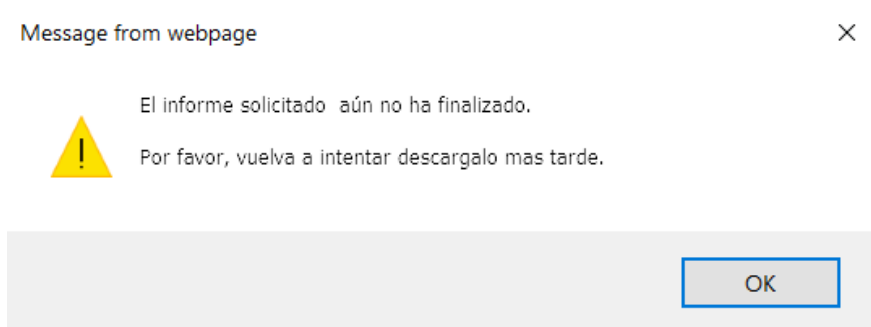 Message from webpage
El informe solicitado  aún no ha finalizado.
Por favor, vuelva a intentar descargalo mas tarde.
OK